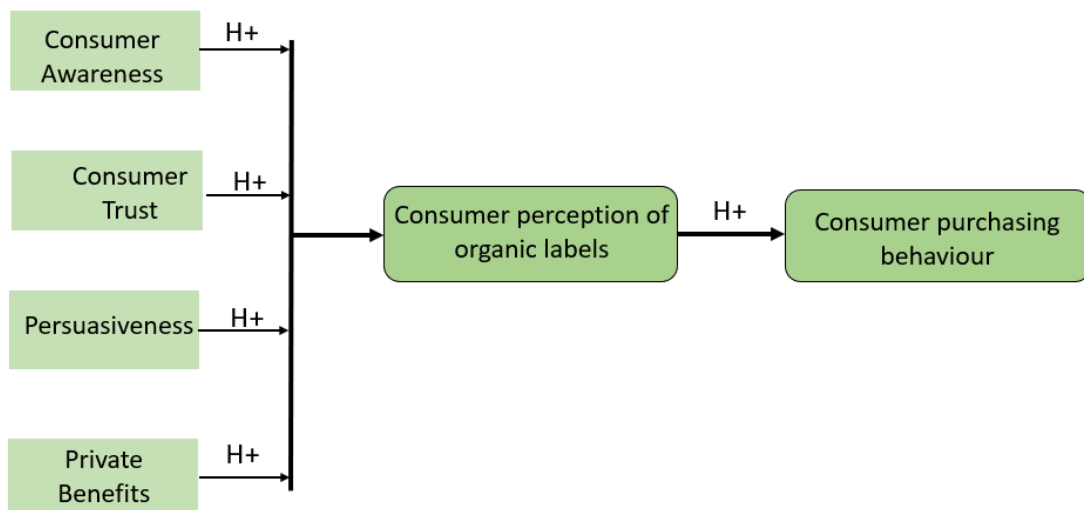 Consumer
Awareness
H+
Consumer
Trust
H+
Persuasiveness
H+
Private
Benefits
H+
Consumer perception of
organic labels
H+
Consumer purchasing
behaviour